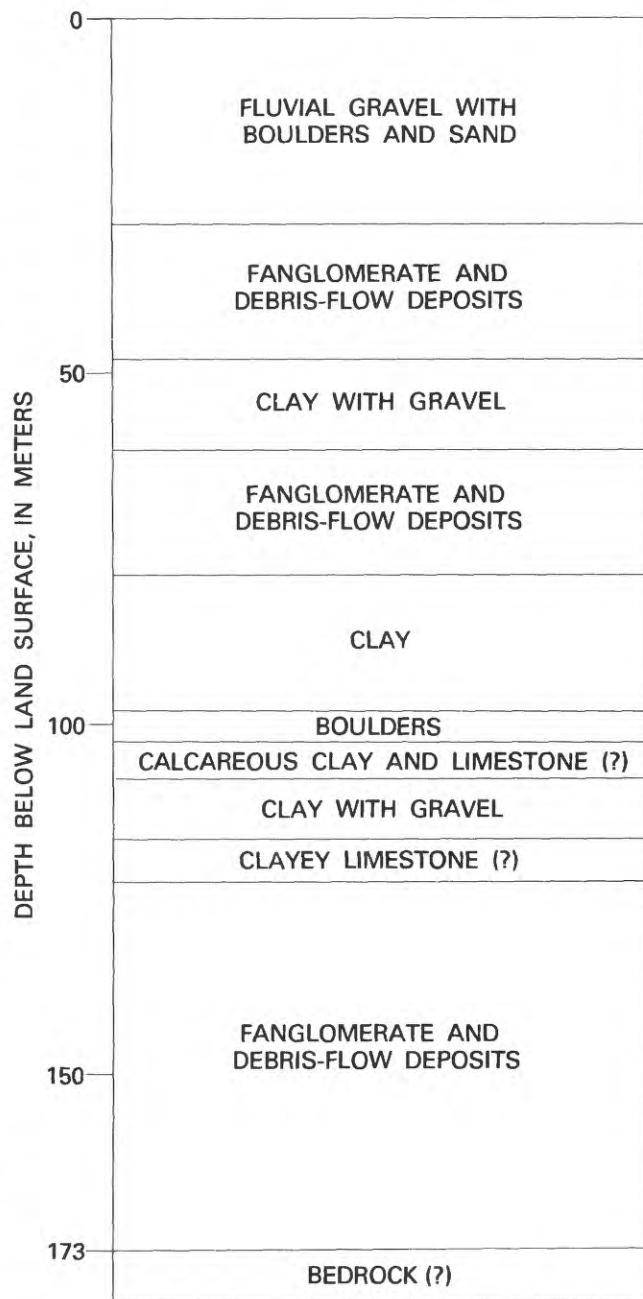 0
FLUVIAL GRAVEL WITH
BOULDERS AND SAND
FANGLOMERATE AND
DEBRIS-FLOW DEPOSITS
50
CLAY WITH GRAVEL
FANGLOMERATE AND
DEBRIS-FLOW DEPOSITS
DEPTH BELOW LAND SURFACE, IN METERS
CLAY
100
BOULDERS
CALCAREOUS CLAY AND LIMESTONE (?)
CLAY WITH GRAVEL
CLAYEY LIMESTONE (?)
FANGLOMERATE AND
DEBRIS-FLOW DEPOSITS
150
173
BEDROCK (?)